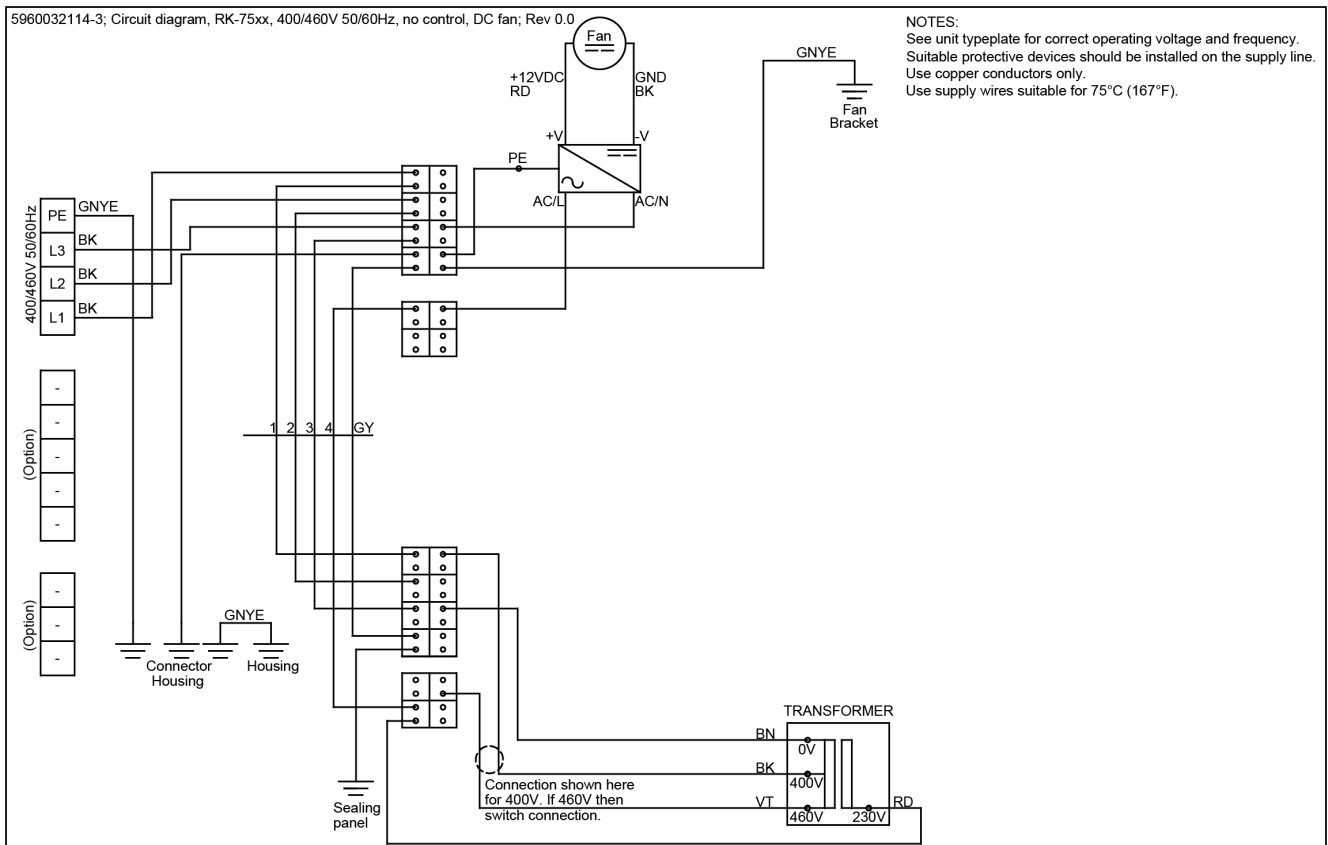 5960032114-3; Circuit diagram, RK-75xx, 400/460V 50/60Hz, no control, DC fan; Rev 0.0
NOTES:
See unit typeplate for correct operating voltage and frequency.
Suitable protective devices should be installed on the supply line.
Use copper conductors only.
Use supply wires suitable for 75°C (167°F).
Fan
+12VDC
RD
GND
BK
GNYE
Fan
Bracket
+V
-V
PE
AC/L
AC/N
400/460V 50/60Hz
PE
GNYE
L3
BK
L2
BK
L1
BK
(Option)
-
-
-
-
-
1 2 3 4 GY
(Option)
-
-
-
GNYE
Connector
Housing
Housing
Sealing
panel
Connection shown here
for 400V. If 460V then
switch connection.
TRANSFORMER
BN
0V
BK
400V
VT
460V
230V
RD